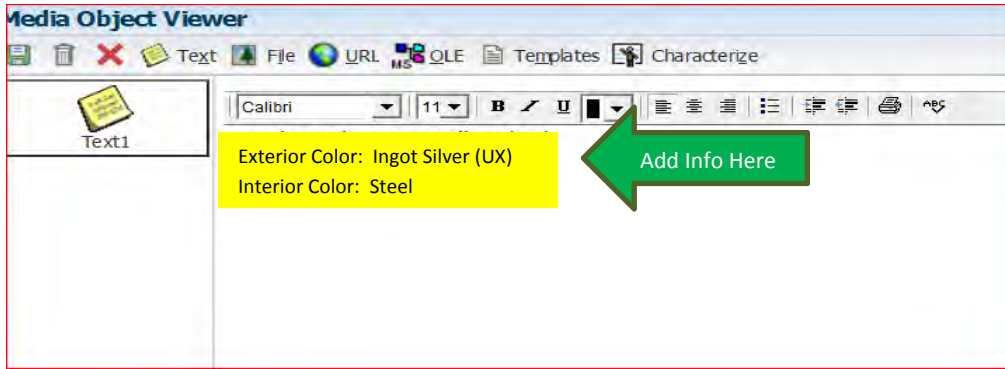 Media Object Viewer
Text File URL OLE Templates Characterize
Calibri 11 B I U ABC
Text1
Exterior Color: Ingot Silver (UX)
Interior Color: Steel
Add Info Here